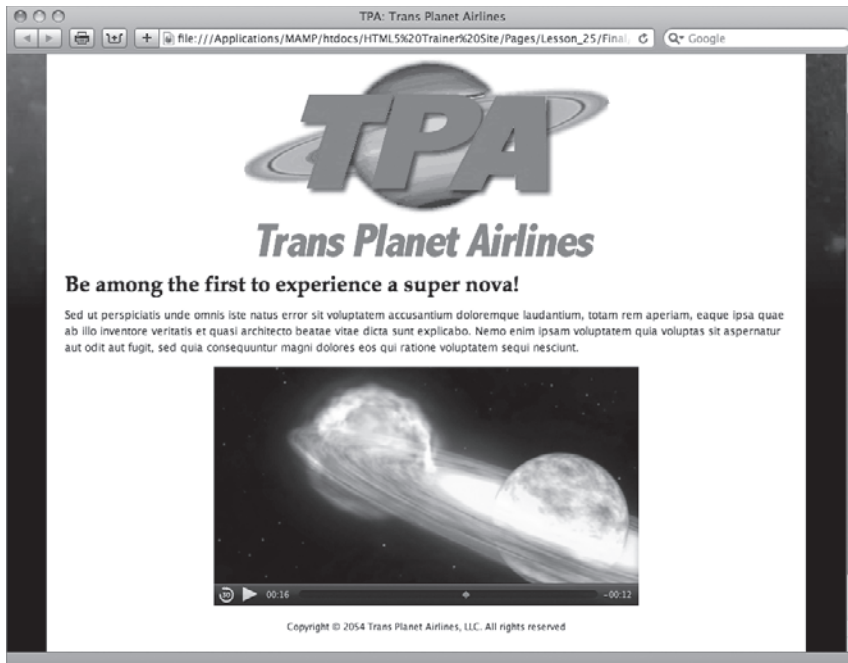 TPA: Trans Planet Airlines
file:///Applications/MAMP/htdocs/HTML5%20Trainer%20Site/Pages/Lesson_25/Final,
Google
TPA
Trans Planet Airlines
Be among the first to experience a super nova!
Sed ut perspiciatis unde omnis iste natus error sit voluptatem accusantium doloremque laudantium, totam rem aperiam, eaque ipsa quae
ab illo inventore veritatis et quasi architecto beatae vitae dicta sunt explicabo. Nemo enim ipsam voluptatem quia voluptas sit aspernatur
aut odit aut fugit, sed quia consequuntur magni dolores eos qui ratione voluptatem sequi nesciunt.
30
00:16
-00:12
Copyright © 2054 Trans Planet Airlines, LLC. All rights reserved